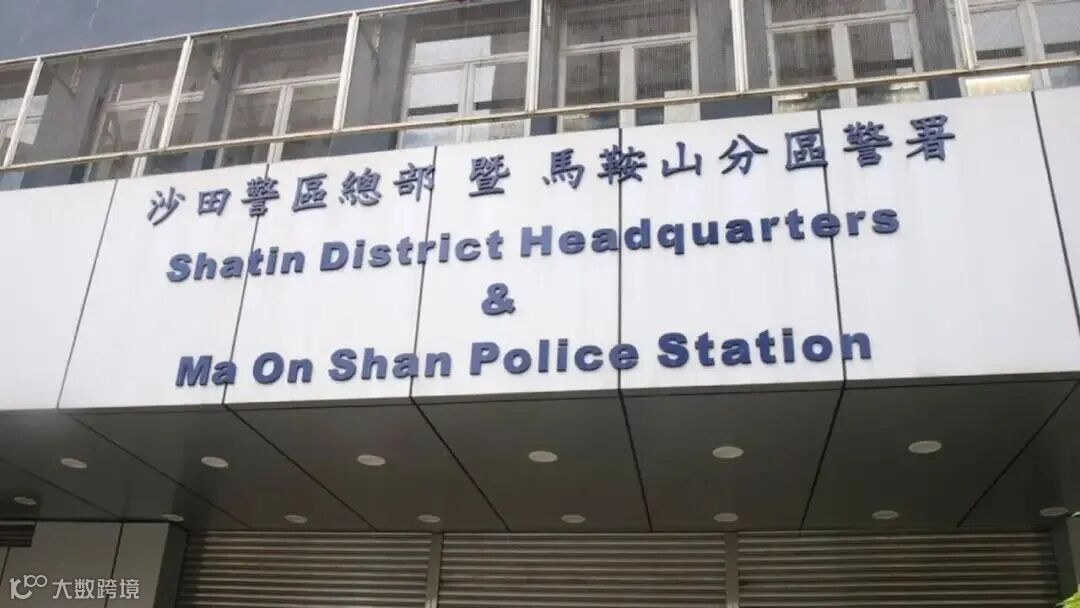 沙田警區總部 暨 馬鞍山分區警署
Shatin District Headquarters
&
Ma On Shan Police Station
大数跨境